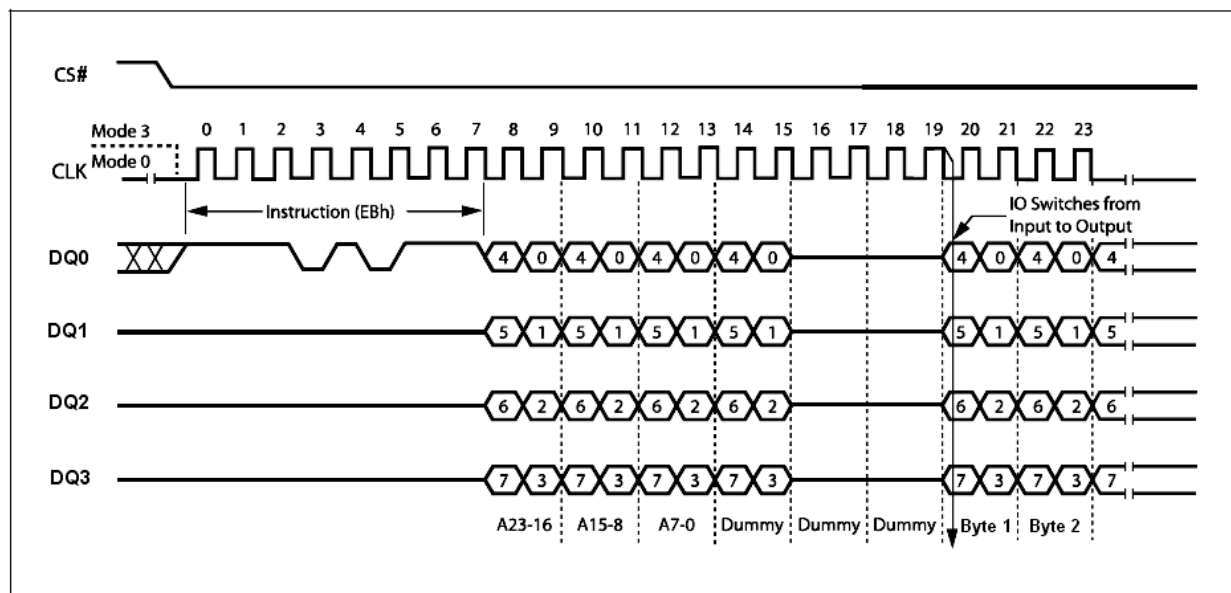 CS#
Mode 3
0 1 2 3 4 5 6 7 8 9 10 11 12 13 14 15 16 17 18 19 20 21 22 23
Mode 0
CLK
Instruction (EBh)
IO Switches from
Input to Output
DQ0 4 0 4 0 4 0 4 0 4 0 4 0 4
DQ1 5 1 5 1 5 1 5 1 5 1 5 1 5
DQ2 6 2 6 2 6 2 6 2 6 2 6 2 6
DQ3 7 3 7 3 7 3 7 3 7 3 7 3 7
A23-16 A15-8 A7-0 Dummy Dummy Dummy Byte 1 Byte 2